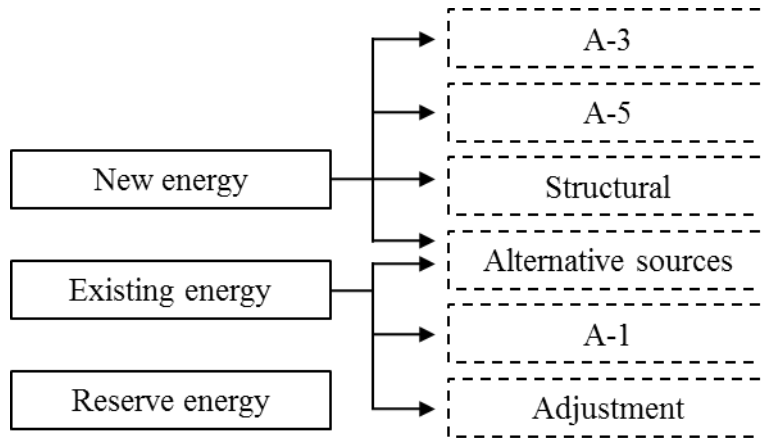 A-3
A-5
New energy
Structural
Existing energy
Alternative sources
A-1
Reserve energy
Adjustment